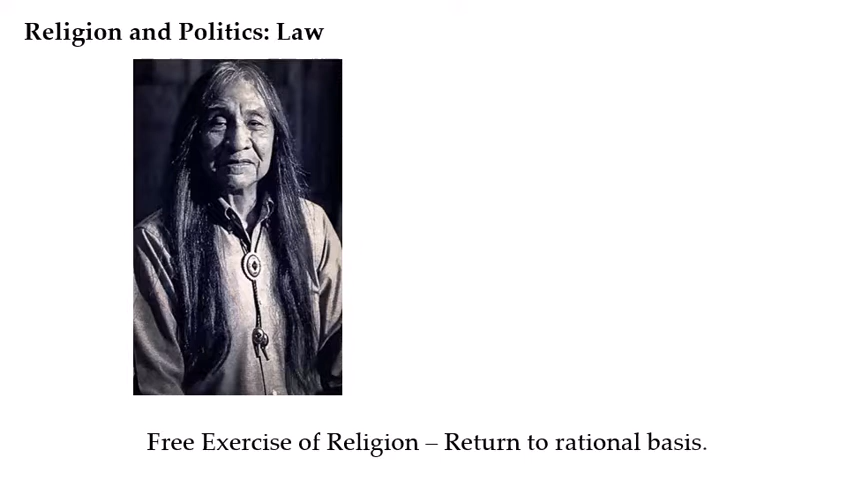 Religion and Politics: Law
Free Exercise of Religion – Return to rational basis.